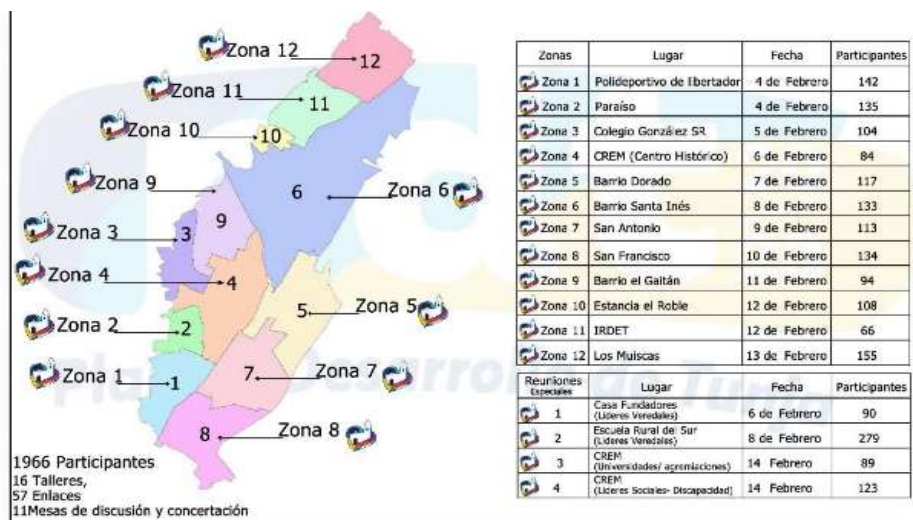 Zona 12
12
Zona 11
11
Zona 10
10
Zona 9
9
6
Zona 6
Zona 3
3
Zona 4
4
Zona 2
2
5
Zona 5
Zona 1
1
7
Zona 7
8
Zona 8
1966 Participantes
16 Talleres,
57 Enlaces
11Mesas de discusión y concertación
Zonas Lugar Fecha Participantes
Zona 1 Polideportivo de libertador 4 de Febrero 142
Zona 2 Paraíso 4 de Febrero 135
Zona 3 Colegio González SR 5 de Febrero 104
Zona 4 CREM (Centro Histórico) 6 de Febrero 84
Zona 5 Barrio Dorado 7 de Febrero 117
Zona 6 Barrio Santa Inés 8 de Febrero 133
Zona 7 San Antonio 9 de Febrero 113
Zona 8 San Francisco 10 de Febrero 134
Zona 9 Barrio el Gaitán 11 de Febrero 94
Zona 10 Estancia el Roble 12 de Febrero 108
Zona 11 IRDET 12 de Febrero 66
Zona 12 Los Muiscas 13 de Febrero 155
Reuniones Especiales Lugar Fecha Participantes
1 Casa Fundadores (Lideres Veredales) 6 de Febrero 90
2 Escuela Rural del Sur (Lideres Veredales) 8 de Febrero 279
3 CREM (Universidades/ agremiaciones) 14 Febrero 89
4 CREM (Lideres Sociales- Discapacidad) 14 Febrero 123